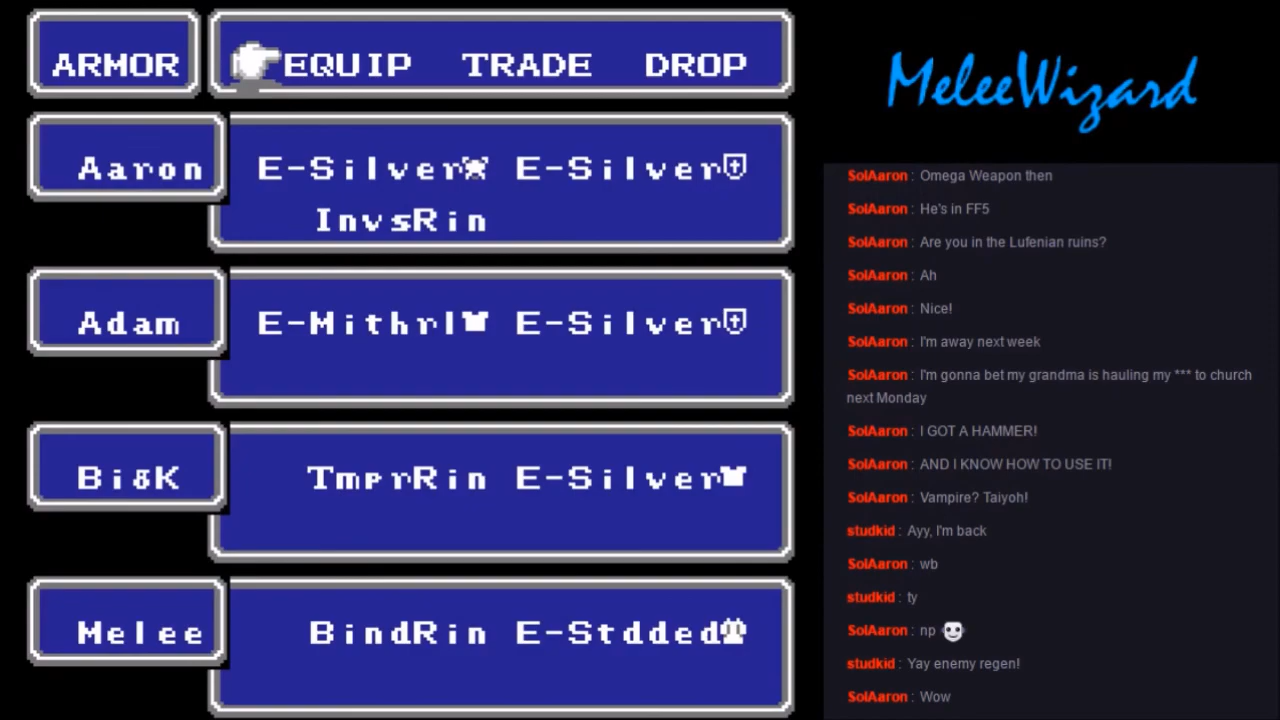 ARMOR
EQUIP TRADE DROP
Aaron
E-Silver E-Silver
InvsRin
Adam
E-Mithrl E-Silver
BigK
TmprRin E-Silver
Melee
BindRin E-Stdded
MeleeWizard
SolAaron : Omega Weapon then
SolAaron : He's in FF5
SolAaron : Are you in the Lufenian ruins?
SolAaron : Ah
SolAaron : Nice!
SolAaron : I'm away next week
SolAaron : I'm gonna bet my grandma is hauling my *** to church
next Monday
SolAaron : I GOT A HAMMER!
SolAaron : AND I KNOW HOW TO USE IT!
SolAaron : Vampire? Taiyoh!
studkid : Ayy, I'm back
SolAaron : wb
studkid : ty
SolAaron : np
studkid : Yay enemy regen!
SolAaron : Wow